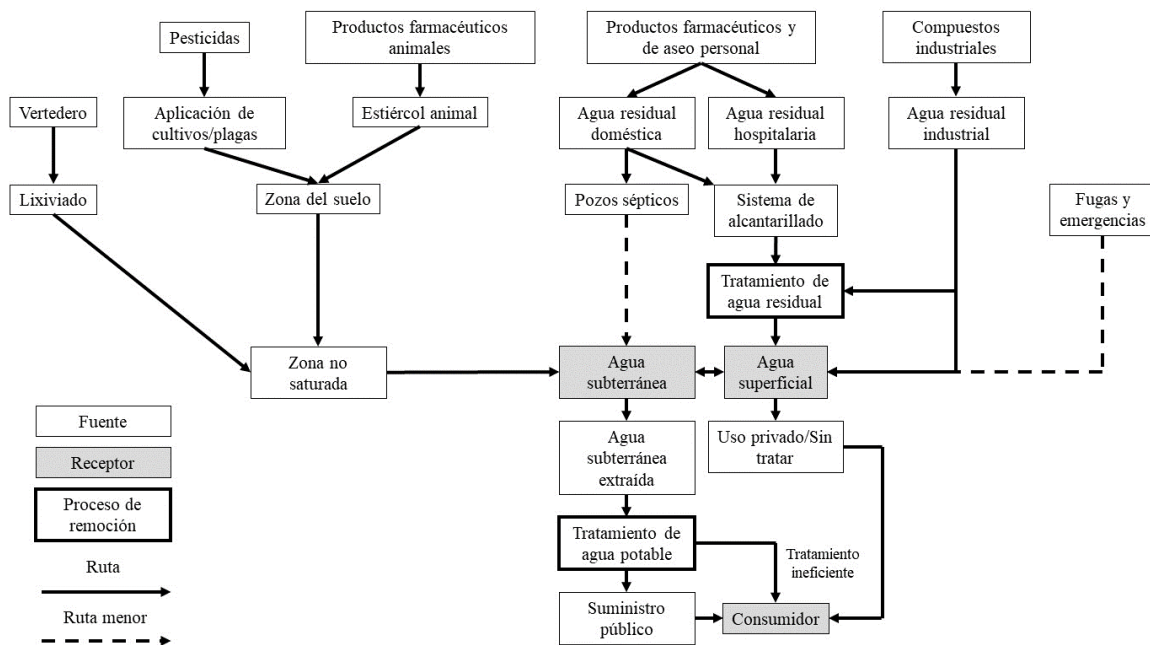 Pesticidas
Productos farmacéuticos
animales
Productos farmacéuticos y
de aseo personal
Compuestos
industriales
Vertedero
Aplicación de
cultivos/plagas
Estiércol animal
Agua residual
doméstica
Agua residual
hospitalaria
Agua residual
industrial
Lixiviado
Zona del suelo
Pozos sépticos
Sistema de
alcantarillado
Fugas y
emergencias
Tratamiento de
agua residual
Zona no
saturada
Agua
subterránea
Agua
superficial
Fuente
Receptor
Proceso de
remoción
Ruta
Ruta menor
Agua
subterránea
extraída
Uso privado/Sin
tratar
Tratamiento de
agua potable
Tratamiento
ineficiente
Suministro
público
Consumidor